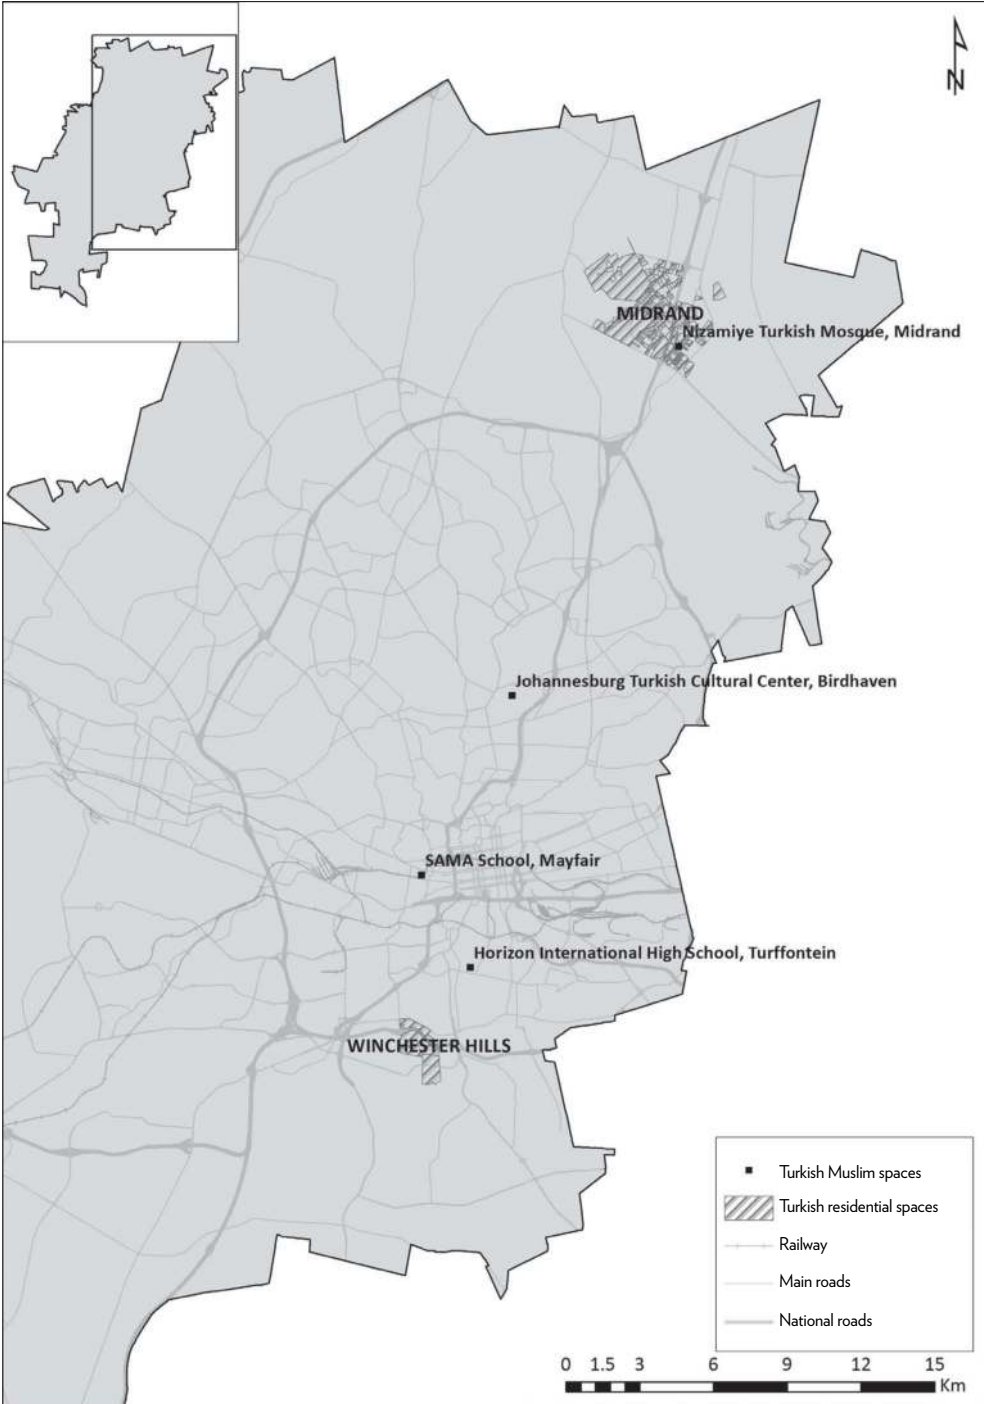 N
MIDRAND
Nizamiye Turkish Mosque, Midrand
Johannesburg Turkish Cultural Center, Birdhaven
SAMA School, Mayfair
Horizon International High School, Turffontein
WINCHESTER HILLS
Turkish Muslim spaces
Turkish residential spaces
Railway
Main roads
National roads
0 1.5 3 6 9 12 15
Km